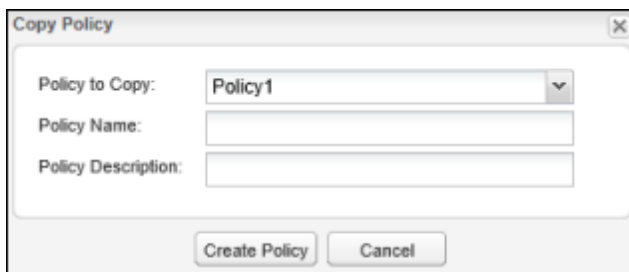 Copy Policy
Policy to Copy: Policy1
Policy Name:
Policy Description:
Create Policy Cancel